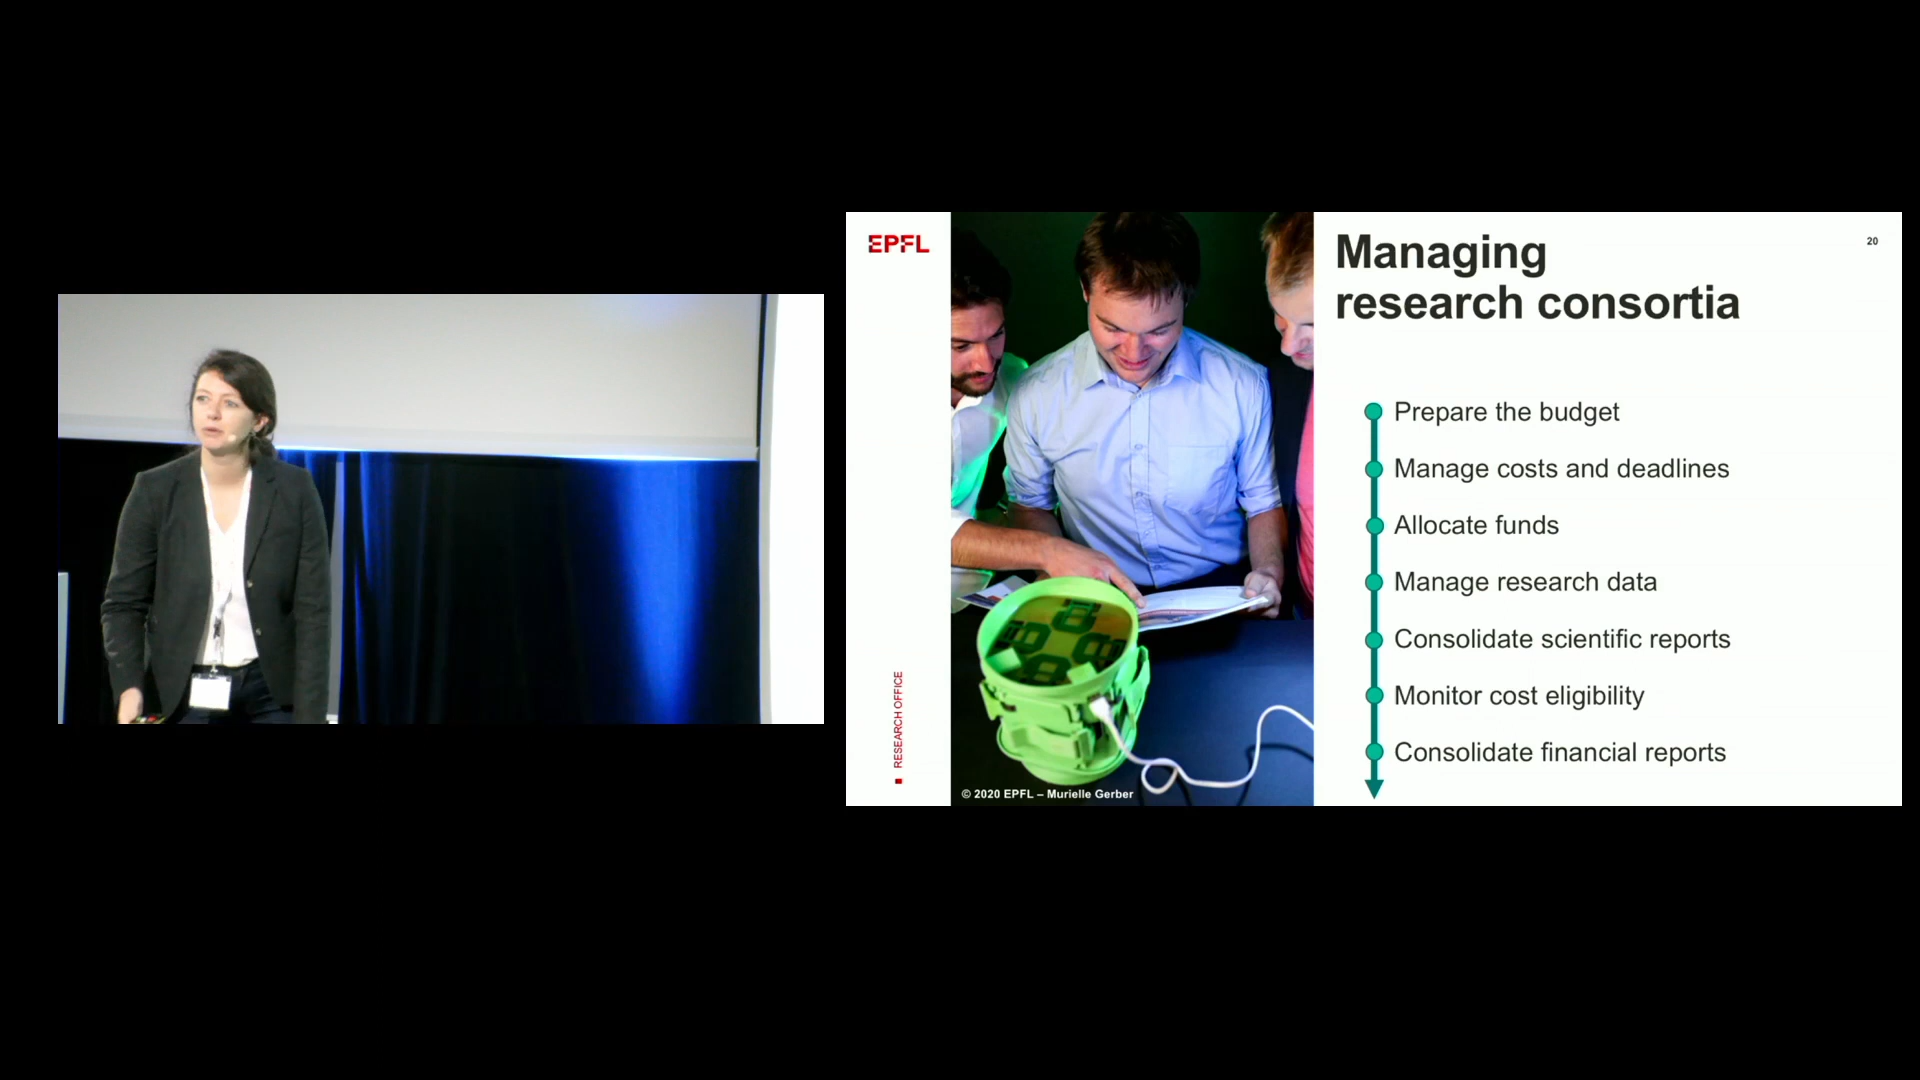 EPFL
RESEARCH OFFICE
© 2020 EPFL – Murielle Gerber
Managing
research consortia
20
Prepare the budget
Manage costs and deadlines
Allocate funds
Manage research data
Consolidate scientific reports
Monitor cost eligibility
Consolidate financial reports